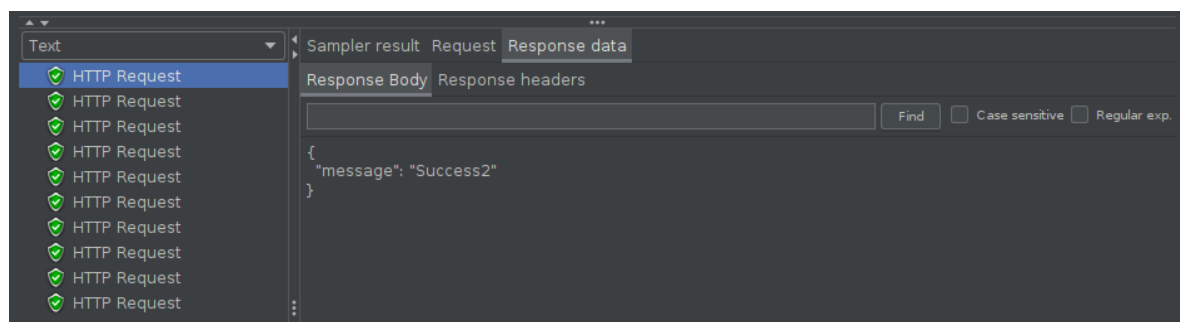 Text
Sampler result Request Response data
HTTP Request
Response Body Response headers
HTTP Request
HTTP Request
Find Case sensitive Regular exp.
HTTP Request
{
HTTP Request
"message": "Success2"
HTTP Request
}
HTTP Request
HTTP Request
HTTP Request
HTTP Request